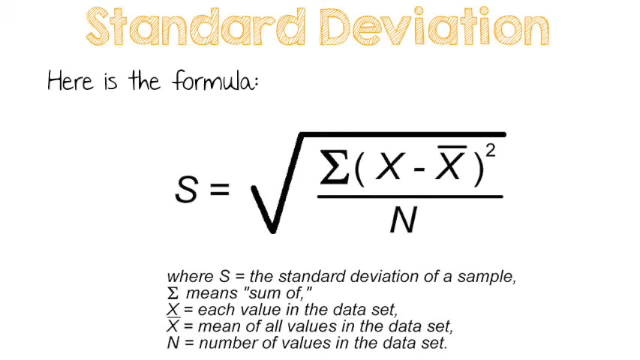 Standard Deviation
Here is the formula:
S = √(Σ(X - X̅)² / N)
where S = the standard deviation of a sample,
Σ means "sum of,"
X = each value in the data set,
X̅ = mean of all values in the data set,
N = number of values in the data set.